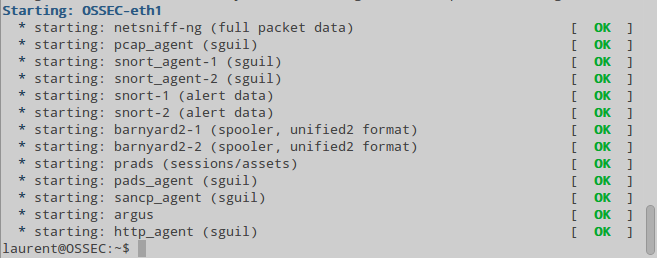 Starting: OSSEC-eth1
* starting: netsniff-ng (full packet data) [ OK ]
* starting: pcap_agent (sguil) [ OK ]
* starting: snort_agent-1 (sguil) [ OK ]
* starting: snort_agent-2 (sguil) [ OK ]
* starting: snort-1 (alert data) [ OK ]
* starting: snort-2 (alert data) [ OK ]
* starting: barnyard2-1 (spooler, unified2 format) [ OK ]
* starting: barnyard2-2 (spooler, unified2 format) [ OK ]
* starting: prads (sessions/assets) [ OK ]
* starting: pads_agent (sguil) [ OK ]
* starting: sancp_agent (sguil) [ OK ]
* starting: argus [ OK ]
* starting: http_agent (sguil) [ OK ]
laurent@OSSEC:~$